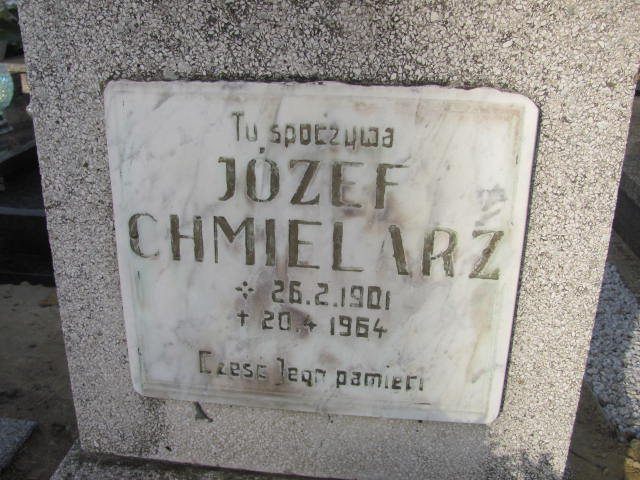 Tu spoczywa
JÓZEF
CHMIELARZ
* 26.2.1901
+ 20.4 1964
Cześć Jego pamięci